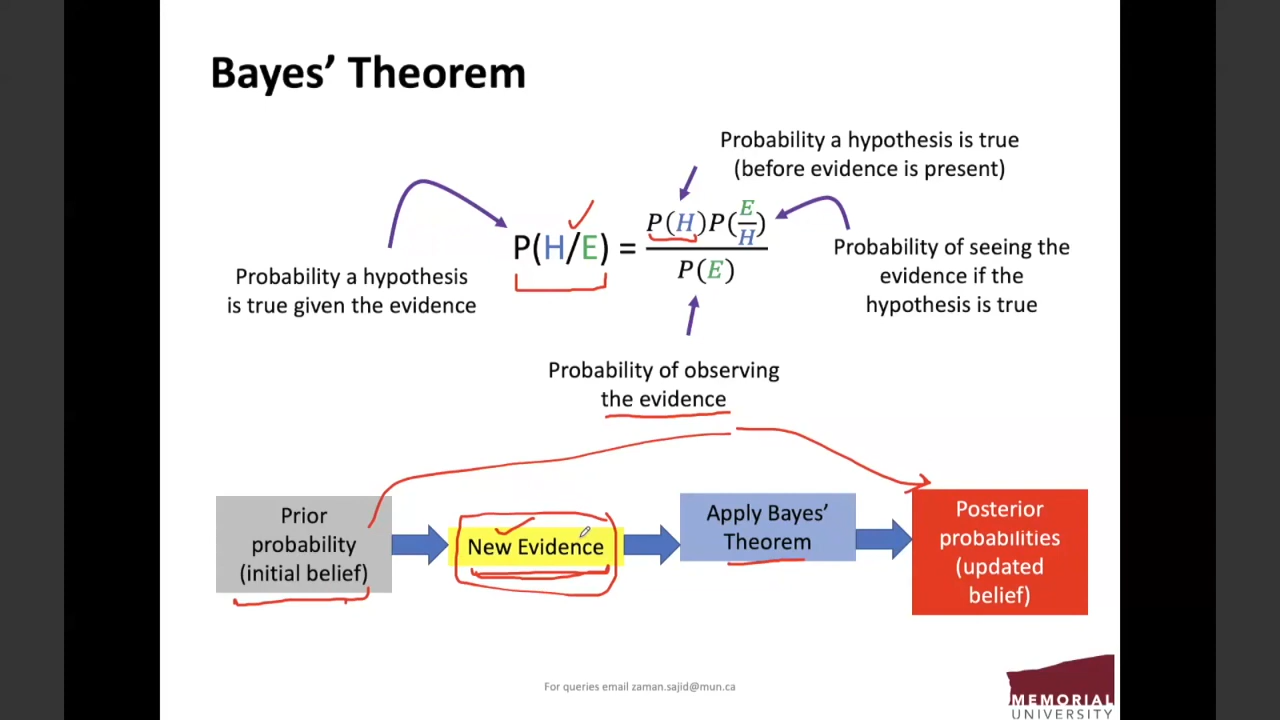 Bayes’ Theorem
Probability a hypothesis is true
(before evidence is present)
P(H/E) = P(H)P(E/H) / P(E)
Probability a hypothesis
is true given the evidence
Probability of seeing the
evidence if the
hypothesis is true
Probability of observing
the evidence
Prior
probability
(initial belief)
New Evidence
Apply Bayes’
Theorem
Posterior
probabilities
(updated
belief)
For queries email zaman.sajid@mun.ca
MEMORIAL
UNIVERSITY